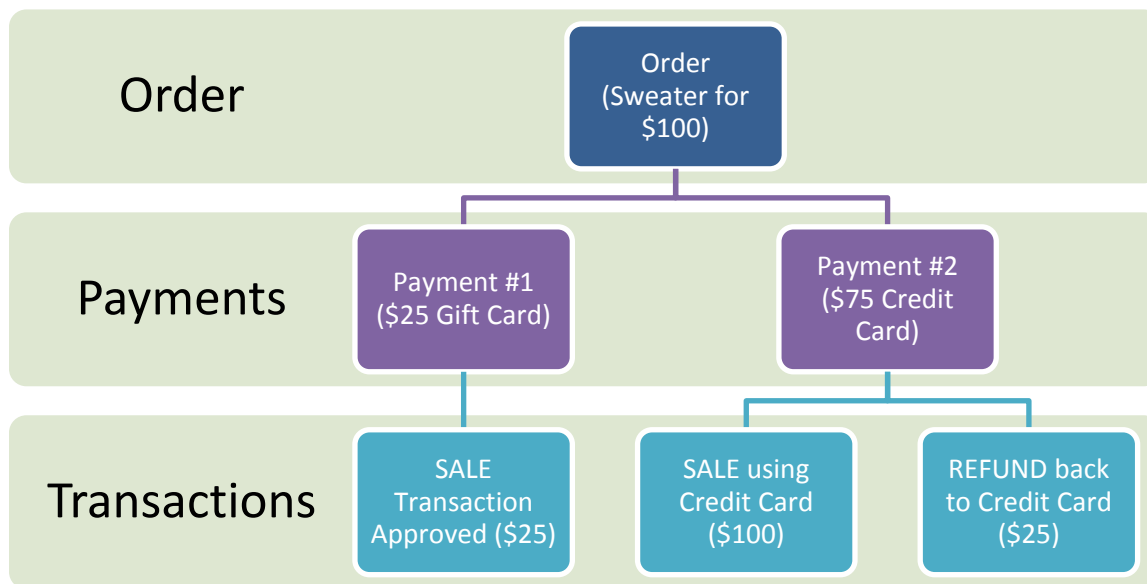 Order
Order
(Sweater for
$100)
Payments
Payment #1
($25 Gift Card)
Payment #2
($75 Credit
Card)
Transactions
SALE
Transaction
Approved ($25)
SALE using
Credit Card
($100)
REFUND back
to Credit Card
($25)